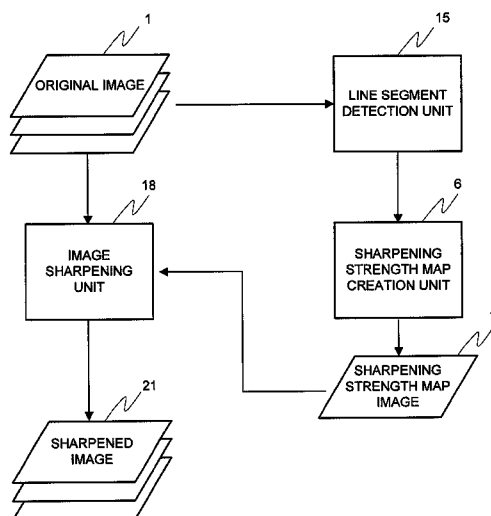 1
ORIGINAL IMAGE
15
LINE SEGMENT
DETECTION UNIT
18
IMAGE
SHARPENING
UNIT
6
SHARPENING
STRENGTH MAP
CREATION UNIT
SHARPENING
STRENGTH MAP
IMAGE
21
SHARPENED
IMAGE